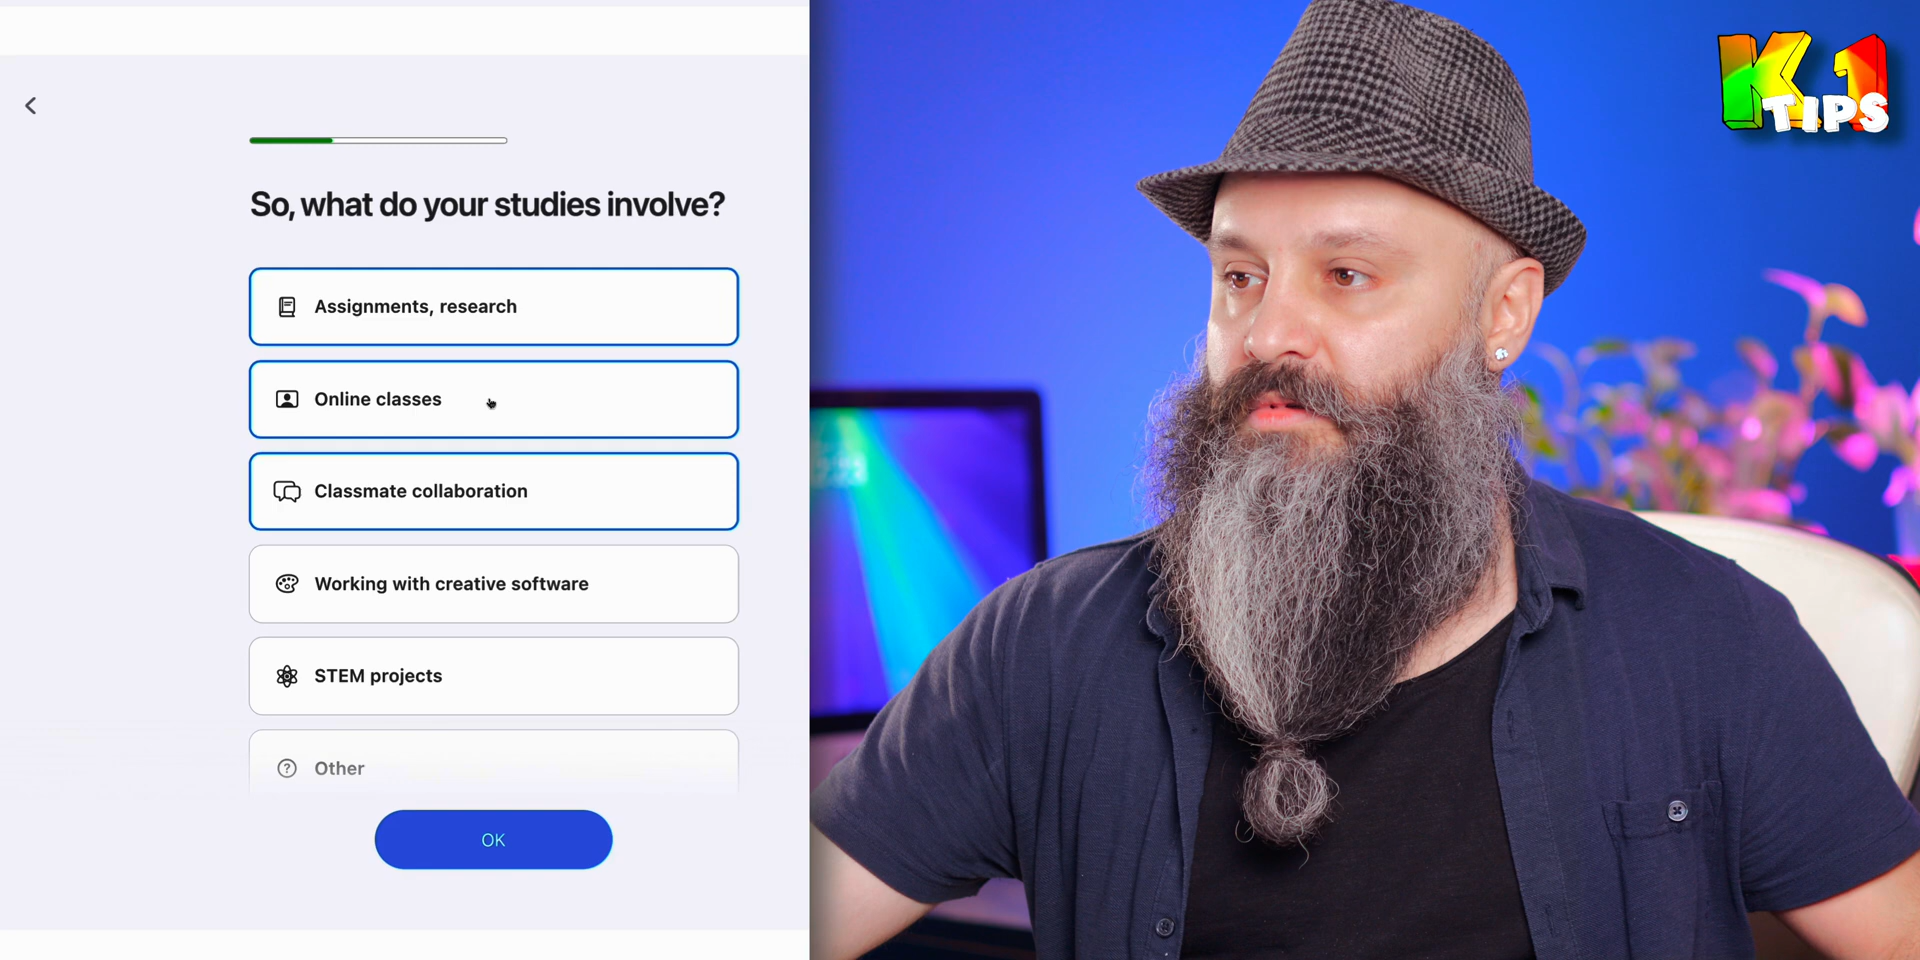 So, what do your studies involve?
Assignments, research
Online classes
Classmate collaboration
Working with creative software
STEM projects
Other
OK
K1
TIPS